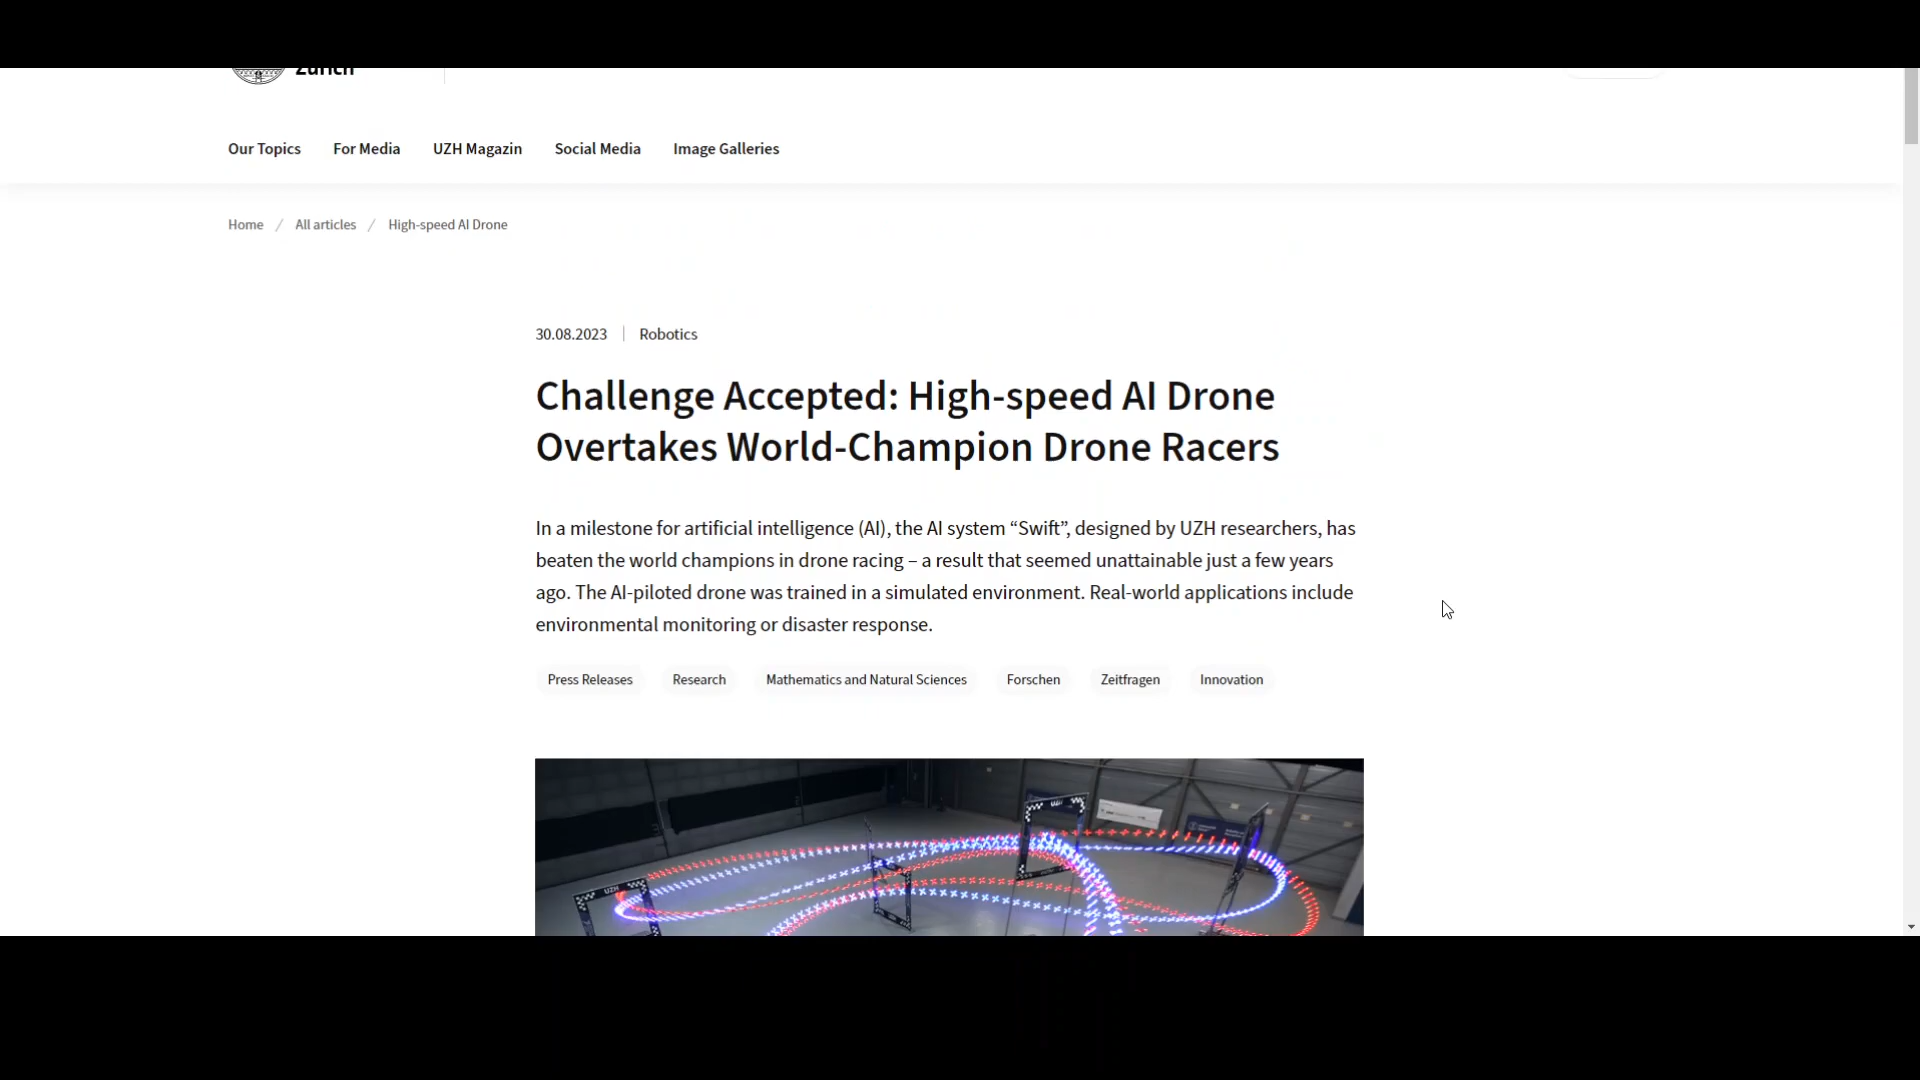 Zurich
Our Topics
For Media
UZH Magazin
Social Media
Image Galleries
Home / All articles / High-speed AI Drone
30.08.2023 | Robotics
Challenge Accepted: High-speed AI Drone
Overtakes World-Champion Drone Racers
In a milestone for artificial intelligence (AI), the AI system “Swift”, designed by UZH researchers, has
beaten the world champions in drone racing – a result that seemed unattainable just a few years
ago. The AI-piloted drone was trained in a simulated environment. Real-world applications include
environmental monitoring or disaster response.
Press Releases
Research
Mathematics and Natural Sciences
Forschen
Zeitfragen
Innovation
UZH